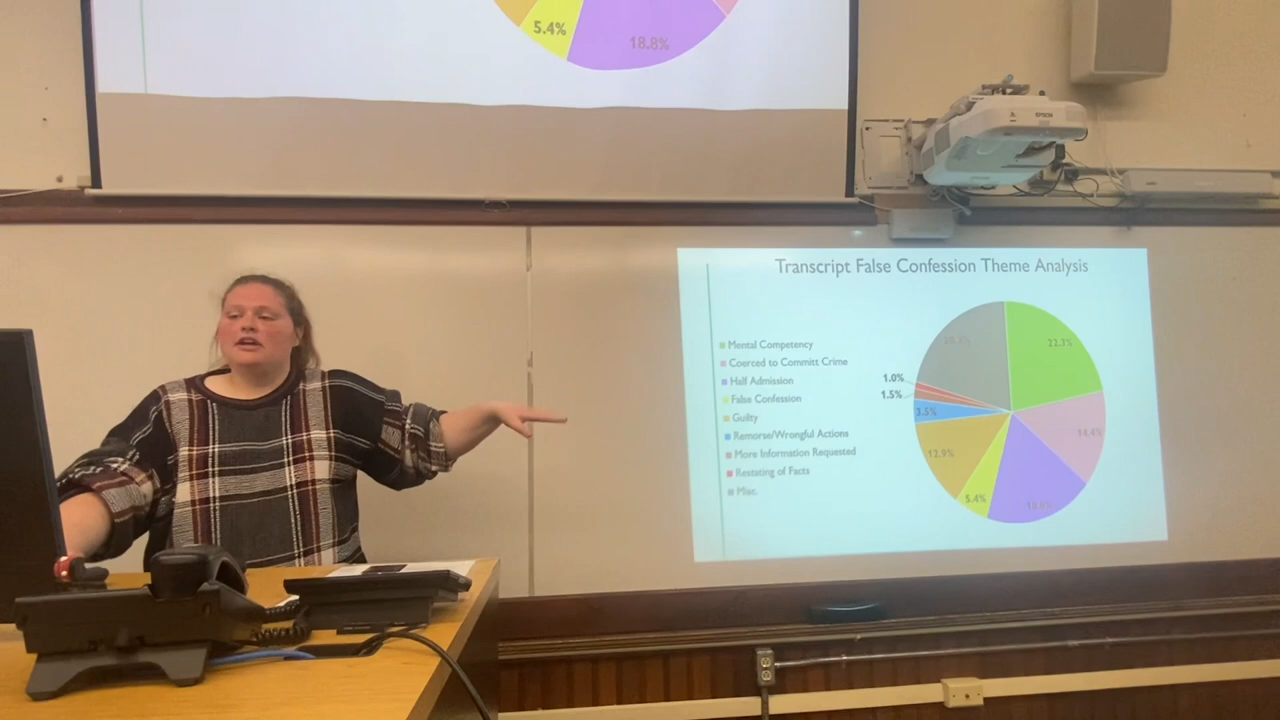 5.4%
18.8%
EPSON
Transcript False Confession Theme Analysis
Mental Competency
Coerced to Committ Crime
Half Admission
False Confession
Guilty
Remorse/Wrongful Actions
More Information Requested
Restating of Facts
Misc.
22.3%
1.0%
1.5%
3.5%
14.4%
12.9%
5.4%